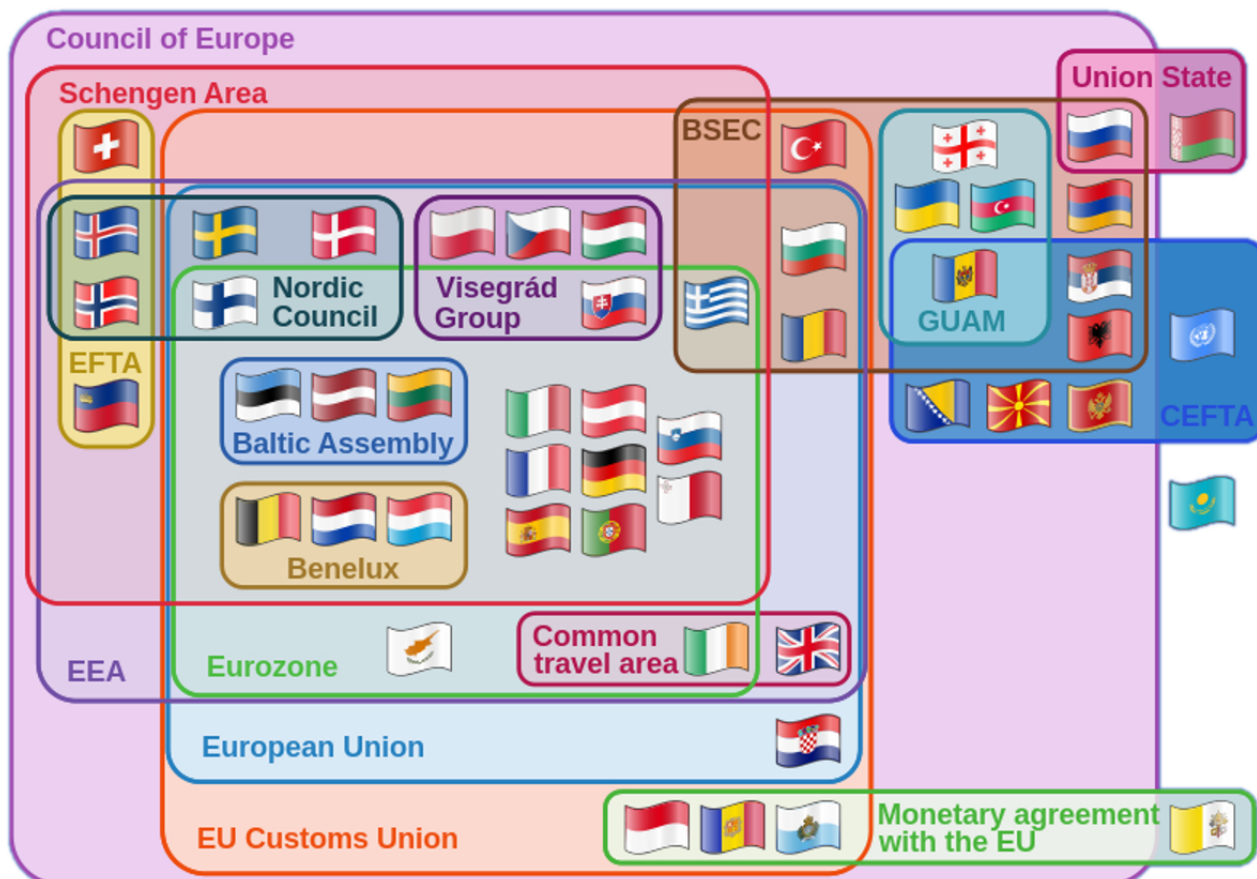 Council of Europe
Union State
Schengen Area
BSEC
Nordic
Council
Visegrád
Group
GUAM
EFTA
CEFTA
Baltic Assembly
Benelux
Common
travel area
Eurozone
EEA
European Union
Monetary agreement
with the EU
EU Customs Union